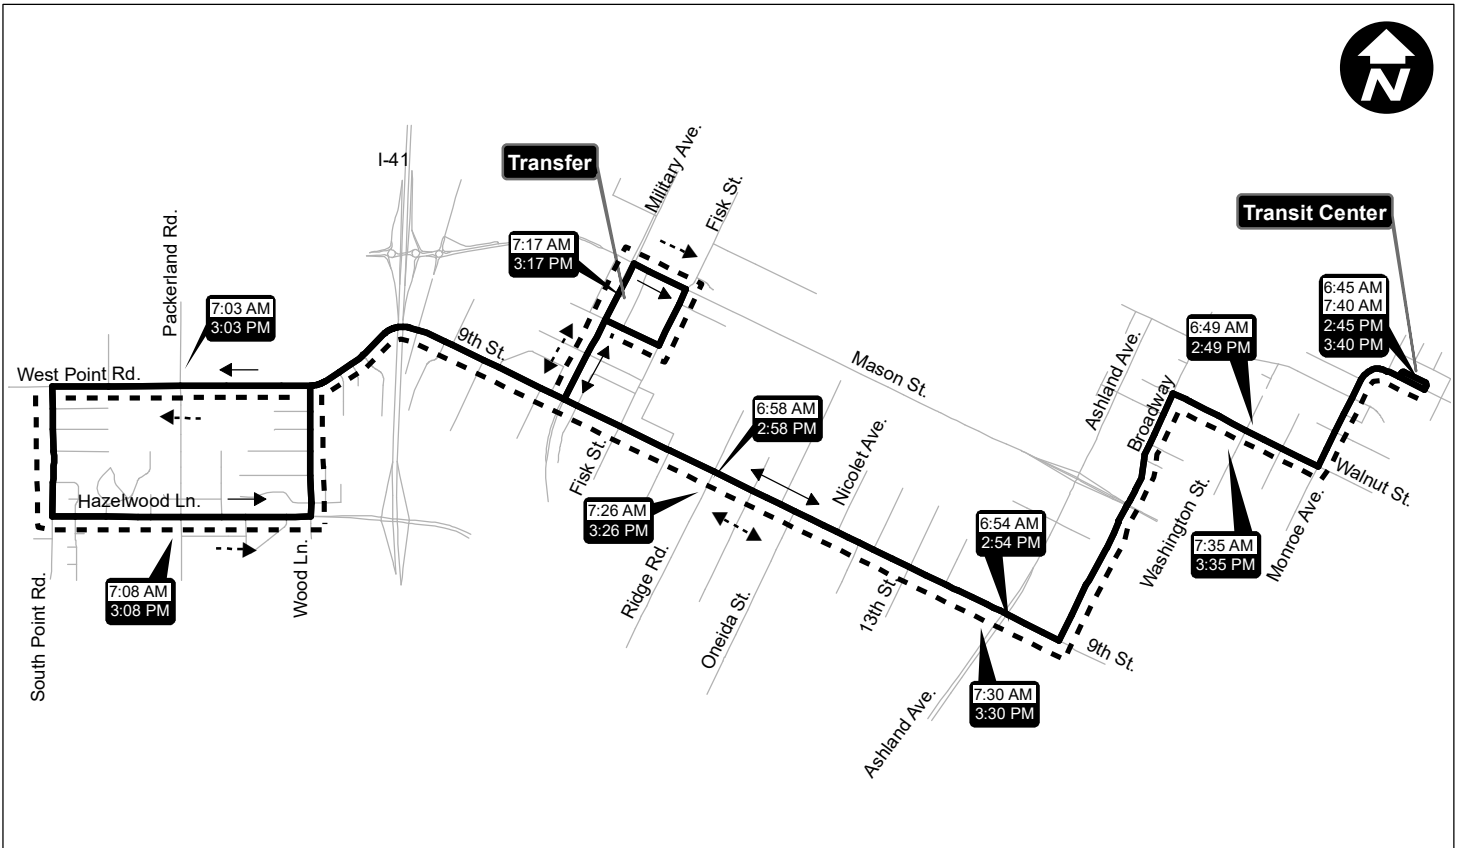 N
I-41
Transfer
Military Ave.
Fisk St.
Transit Center
Packerland Rd.
7:17 AM
3:17 PM
7:03 AM
3:03 PM
6:45 AM
7:40 AM
2:45 PM
3:40 PM
6:49 AM
2:49 PM
9th St.
West Point Rd.
Mason St.
Ashland Ave.
Broadway
6:58 AM
2:58 PM
Nicolet Ave.
Fisk St.
Walnut St.
Hazelwood Ln.
7:26 AM
3:26 PM
6:54 AM
2:54 PM
Washington St.
7:35 AM
3:35 PM
Monroe Ave.
7:08 AM
3:08 PM
South Point Rd.
Wood Ln.
Ridge Rd.
Oneida St.
13th St.
9th St.
7:30 AM
3:30 PM
Ashland Ave.